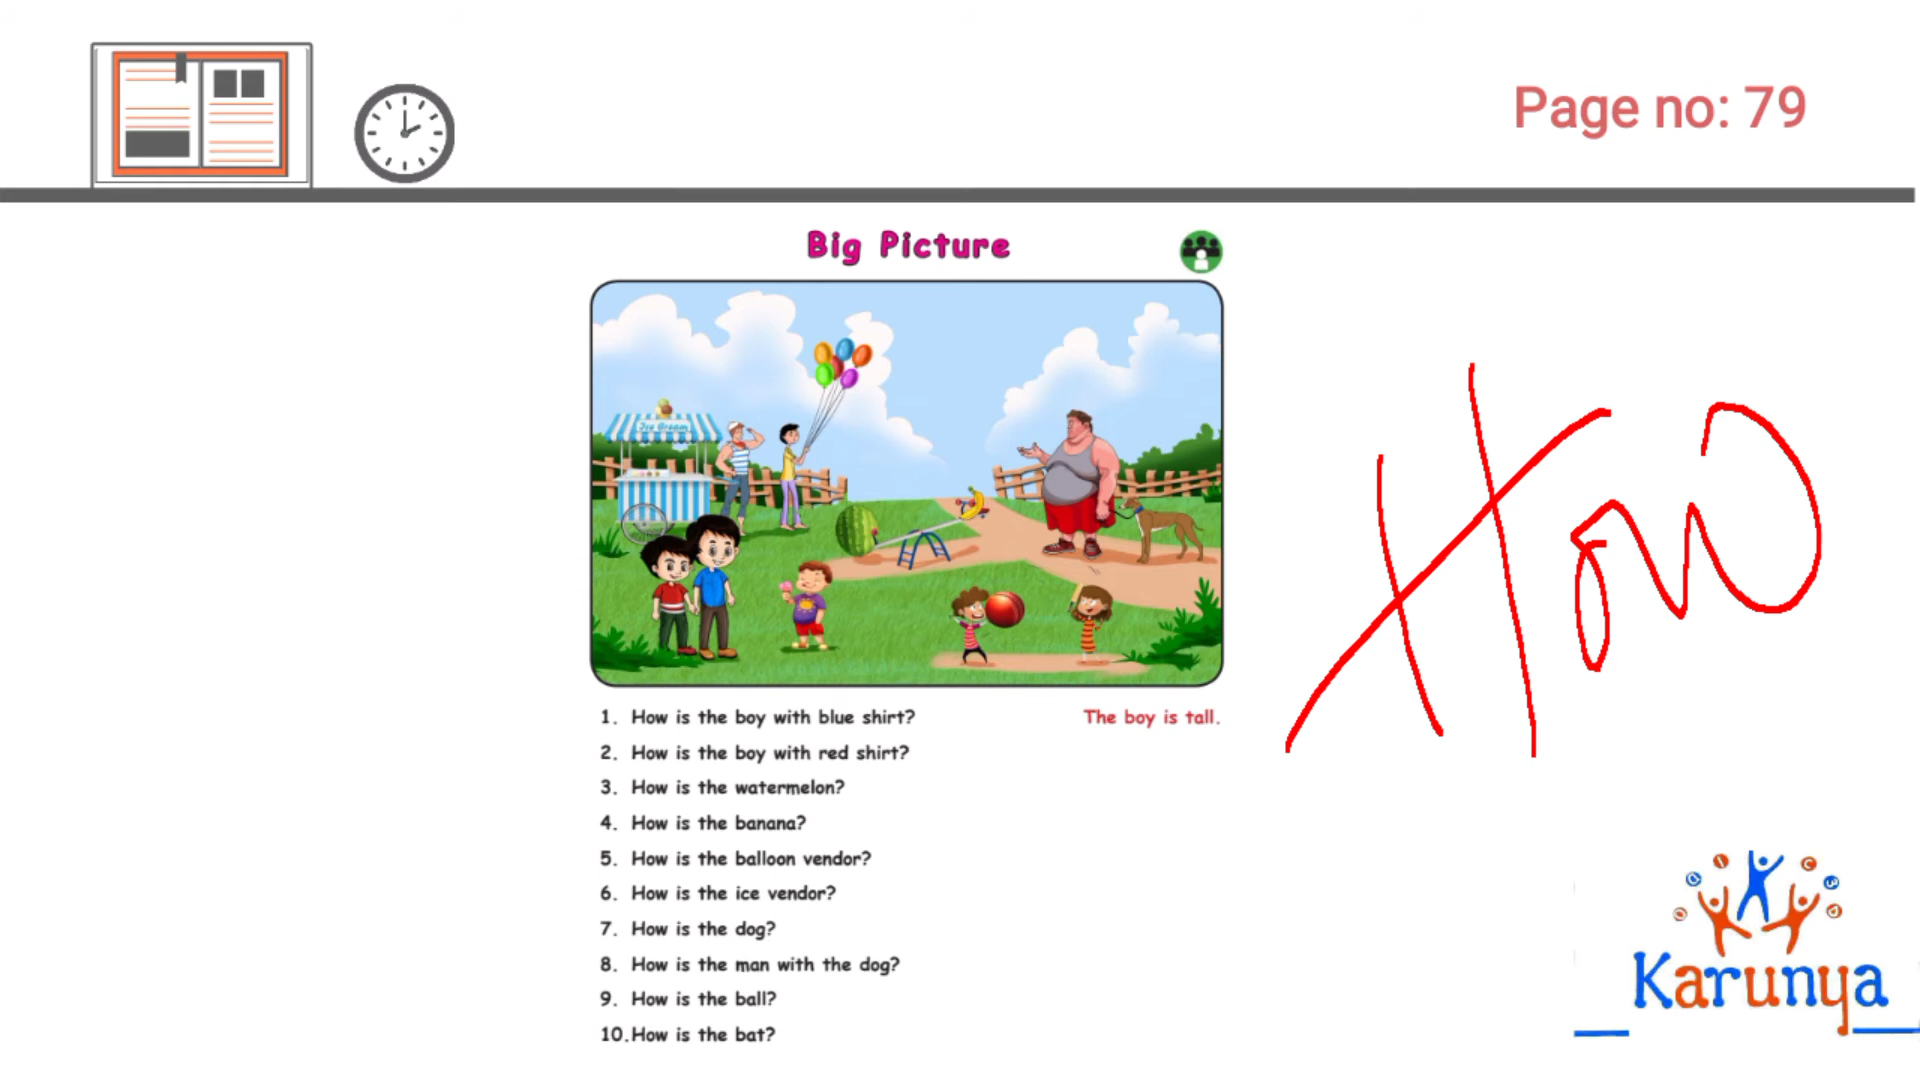 Page no: 79
Big Picture
Ice Cream
How
1. How is the boy with blue shirt? The boy is tall.
2. How is the boy with red shirt?
3. How is the watermelon?
4. How is the banana?
5. How is the balloon vendor?
6. How is the ice vendor?
7. How is the dog?
8. How is the man with the dog?
9. How is the ball?
10. How is the bat?
Karunya